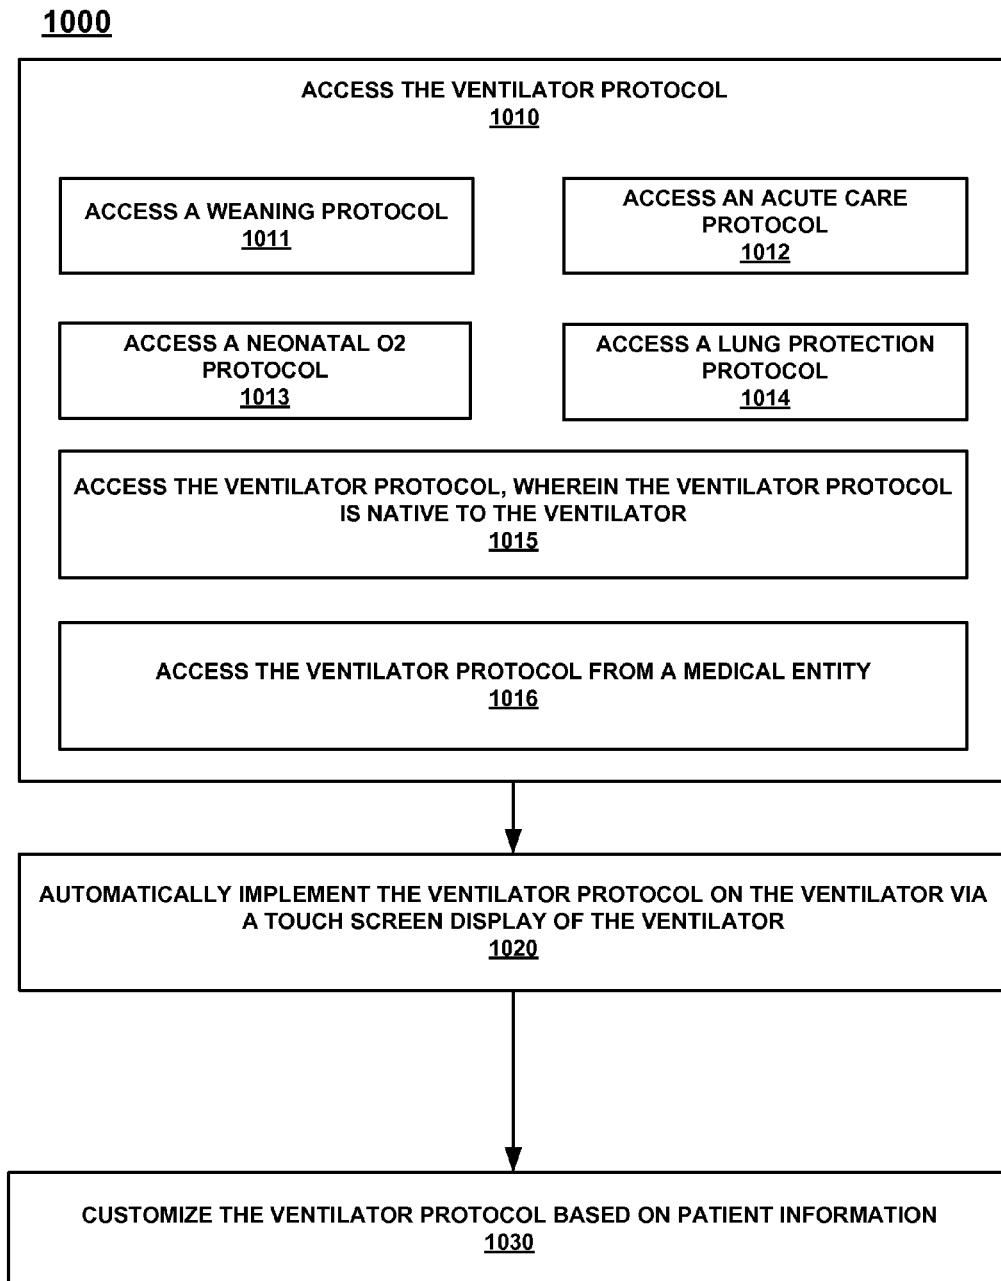 1000
ACCESS THE VENTILATOR PROTOCOL
1010
ACCESS A WEANING PROTOCOL
1011
ACCESS AN ACUTE CARE
PROTOCOL
1012
ACCESS A NEONATAL O2
PROTOCOL
1013
ACCESS A LUNG PROTECTION
PROTOCOL
1014
ACCESS THE VENTILATOR PROTOCOL, WHEREIN THE VENTILATOR PROTOCOL
IS NATIVE TO THE VENTILATOR
1015
ACCESS THE VENTILATOR PROTOCOL FROM A MEDICAL ENTITY
1016
AUTOMATICALLY IMPLEMENT THE VENTILATOR PROTOCOL ON THE VENTILATOR VIA
A TOUCH SCREEN DISPLAY OF THE VENTILATOR
1020
CUSTOMIZE THE VENTILATOR PROTOCOL BASED ON PATIENT INFORMATION
1030